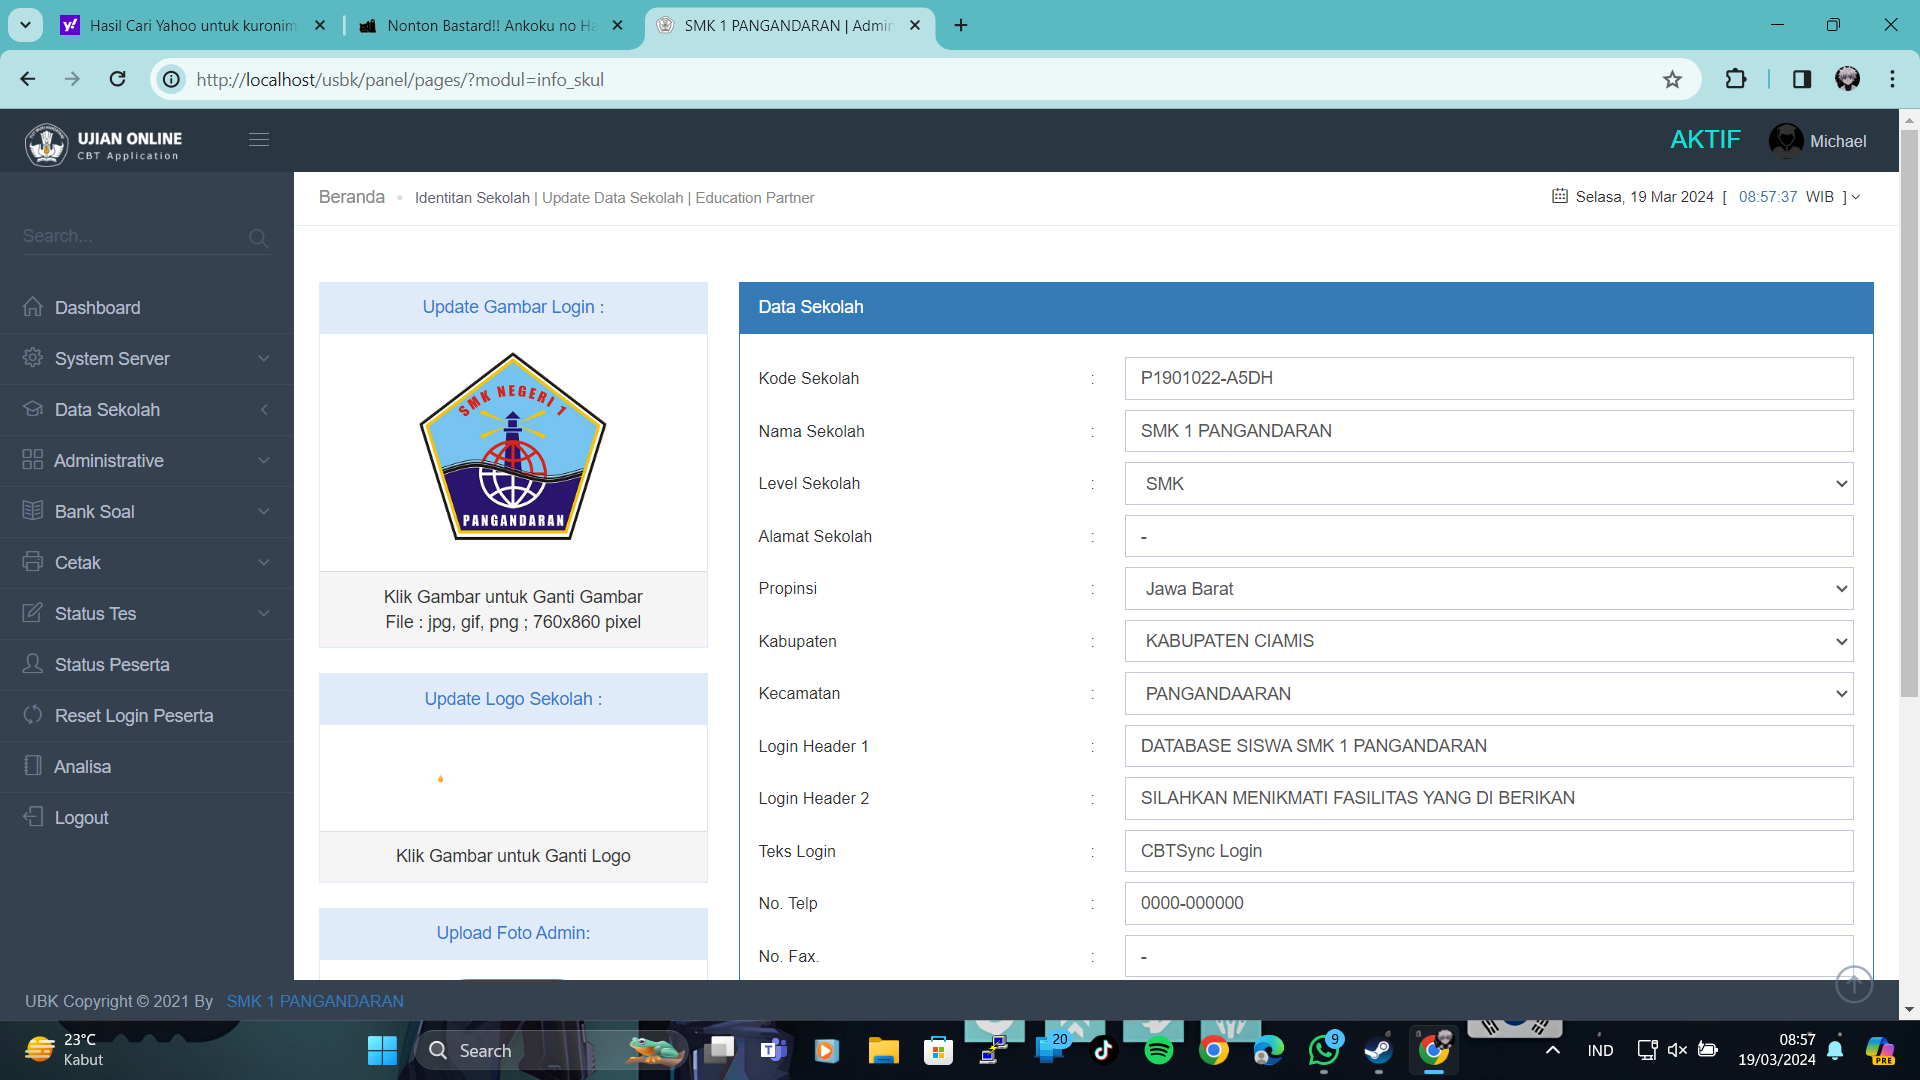 Hasil Cari Yahoo untuk kuronim
Nonton Bastard!! Ankoku no Ha
SMK 1 PANGANDARAN | Admin
http://localhost/usbk/panel/pages/?modul=info_skul
UJIAN ONLINE
CBT Application
AKTIF
Michael
Beranda
Identitan Sekolah | Update Data Sekolah | Education Partner
Selasa, 19 Mar 2024 [ 08:57:37 WIB ]
Search...
Dashboard
System Server
Data Sekolah
Administrative
Bank Soal
Cetak
Status Tes
Status Peserta
Reset Login Peserta
Analisa
Logout
Update Gambar Login :
SMK NEGERI 1
PANGANDARAN
Klik Gambar untuk Ganti Gambar
File : jpg, gif, png ; 760x860 pixel
Update Logo Sekolah :
Klik Gambar untuk Ganti Logo
Upload Foto Admin:
Data Sekolah
Kode Sekolah : P1901022-A5DH
Nama Sekolah : SMK 1 PANGANDARAN
Level Sekolah : SMK
Alamat Sekolah : -
Propinsi : Jawa Barat
Kabupaten : KABUPATEN CIAMIS
Kecamatan : PANGANDAARAN
Login Header 1 : DATABASE SISWA SMK 1 PANGANDARAN
Login Header 2 : SILAHKAN MENIKMATI FASILITAS YANG DI BERIKAN
Teks Login : CBTSync Login
No. Telp : 0000-000000
No. Fax. : -
UBK Copyright © 2021 By SMK 1 PANGANDARAN
23°C
Kabut
Search
20
9
IND
08:57
19/03/2024
PRE